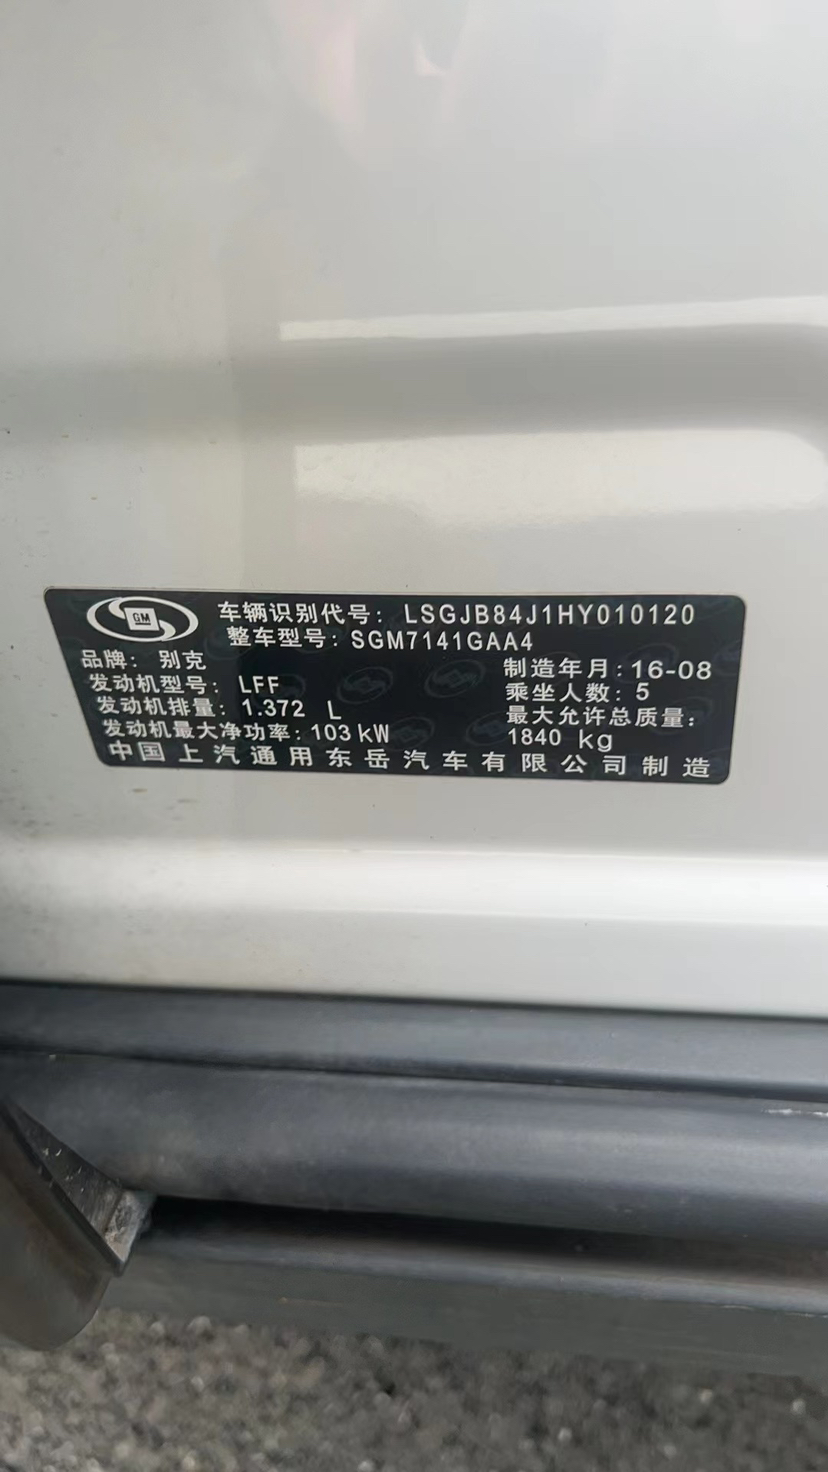 GM
车辆识别代号: LSGJB84J1HY010120
整车型号: SGM7141GAA4
品牌: 别克
制造年月: 16-08
发动机型号: LFF
乘坐人数: 5
发动机排量: 1.372 L
最大允许总质量:
发动机最大净功率: 103 kW
1840 kg
中国上汽通用东岳汽车有限公司制造